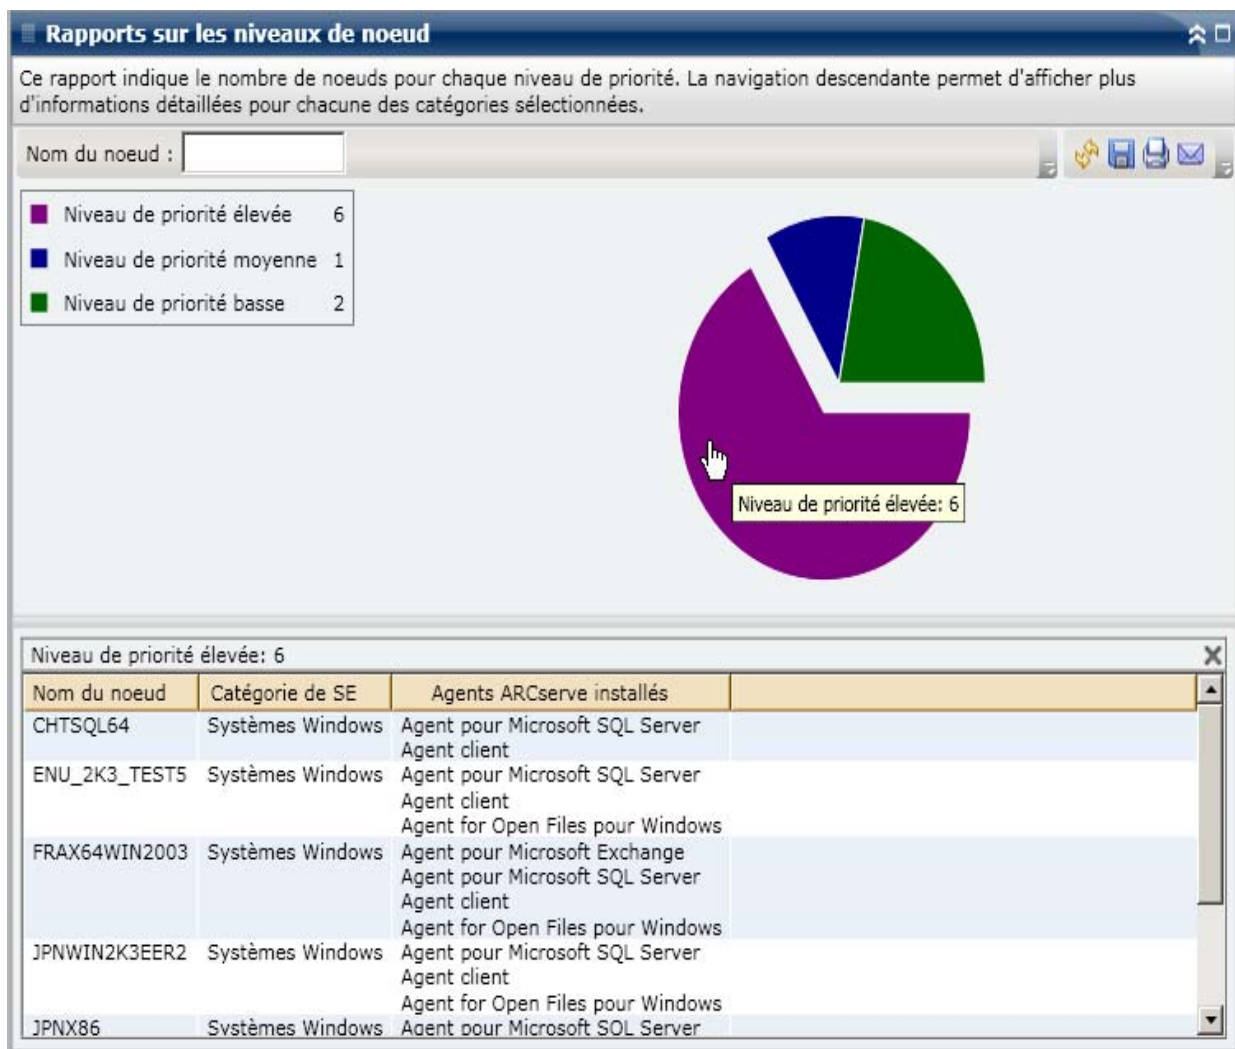 Rapports sur les niveaux de noeud
Ce rapport indique le nombre de noeuds pour chaque niveau de priorité. La navigation descendante permet d'afficher plus
d'informations détaillées pour chacune des catégories sélectionnées.
Nom du noeud :
Niveau de priorité élevée 6
Niveau de priorité moyenne 1
Niveau de priorité basse 2
Niveau de priorité élevée: 6
Niveau de priorité élevée: 6
Nom du noeud Catégorie de SE Agents ARCserve installés
CHTSQL64 Systèmes Windows Agent pour Microsoft SQL Server
Agent client
ENU_2K3_TEST5 Systèmes Windows Agent pour Microsoft SQL Server
Agent client
Agent for Open Files pour Windows
FRAX64WIN2003 Systèmes Windows Agent pour Microsoft Exchange
Agent pour Microsoft SQL Server
Agent client
Agent for Open Files pour Windows
JPNWIN2K3EER2 Systèmes Windows Agent pour Microsoft SQL Server
Agent client
Agent for Open Files pour Windows
JPNX86 Systèmes Windows Agent pour Microsoft SQL Server